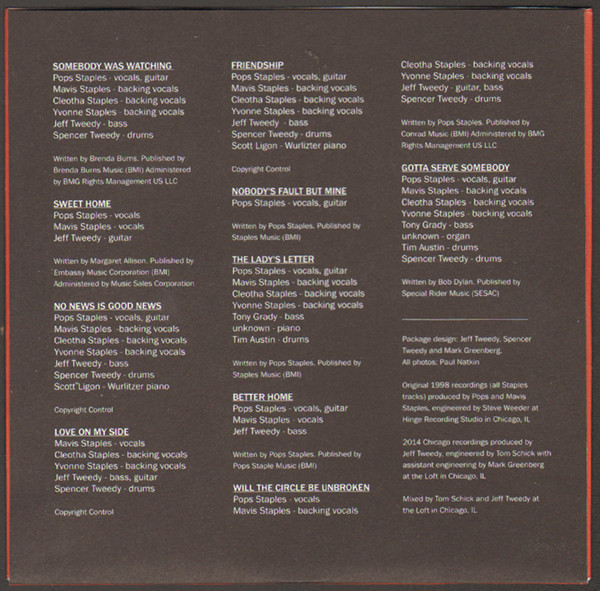 SOMEBODY WAS WATCHING
Pops Staples - vocals, guitar
Mavis Staples - backing vocals
Cleotha Staples - backing vocals
Yvonne Staples - backing vocals
Jeff Tweedy - bass
Spencer Tweedy - drums
Written by Brenda Burns. Published by
Brenda Burns Music (BMI) Administered
by BMG Rights Management US LLC
SWEET HOME
Pops Staples - vocals
Mavis Staples - vocals
Jeff Tweedy - guitar
Written by Margaret Allison. Published by
Embassy Music Corporation (BMI)
Administered by Music Sales Corporation
NO NEWS IS GOOD NEWS
Pops Staples - vocals, guitar
Mavis Staples -backing vocals
Cleotha Staples - backing vocals
Yvonne Staples - backing vocals
Jeff Tweedy - bass
Spencer Tweedy - drums
Scott Ligon - Wurlitzer piano
Copyright Control
LOVE ON MY SIDE
Mavis Staples - vocals
Cleotha Staples - backing vocals
Yvonne Staples - backing vocals
Jeff Tweedy - bass, guitar
Spencer Tweedy - drums
Copyright Control
FRIENDSHIP
Pops Staples - vocals, guitar
Mavis Staples - backing vocals
Cleotha Staples - backing vocals
Yvonne Staples - backing vocals
Jeff Tweedy - bass
Spencer Tweedy - drums
Scott Ligon - Wurlitzer piano
Copyright Control
NOBODY'S FAULT BUT MINE
Pops Staples - vocals, guitar
Written by Pops Staples. Published by
Staples Music (BMI)
THE LADY'S LETTER
Pops Staples - vocals, guitar
Mavis Staples - backing vocals
Cleotha Staples - backing vocals
Yvonne Staples - backing vocals
Tony Grady - bass
unknown - piano
Tim Austin - drums
Written by Pops Staples. Published by
Staples Music (BMI)
BETTER HOME
Pops Staples - vocals, guitar
Mavis Staples - vocals
Jeff Tweedy - bass
Written by Pops Staples. Published by
Pops Staple Music (BMI)
WILL THE CIRCLE BE UNBROKEN
Pops Staples - vocals
Mavis Staples - backing vocals
Cleotha Staples - backing vocals
Yvonne Staples - backing vocals
Jeff Tweedy - guitar, bass
Spencer Tweedy - drums
Written by Pops Staples. Published by
Conrad Music (BMI) Administered by BMG
Rights Management US LLC
GOTTA SERVE SOMEBODY
Pops Staples - vocals, guitar
Mavis Staples - backing vocals
Cleotha Staples - backing vocals
Yvonne Staples - backing vocals
Tony Grady - bass
unknown - organ
Tim Austin - drums
Spencer Tweedy - drums
Written by Bob Dylan. Published by
Special Rider Music (SESAC)
Package design: Jeff Tweedy, Spencer
Tweedy and Mark Greenberg.
All photos: Paul Natkin
Original 1998 recordings (all Staples
tracks) produced by Pops and Mavis
Staples, engineered by Steve Weeder at
Hinge Recording Studio in Chicago, IL
2014 Chicago recordings produced by
Jeff Tweedy, engineered by Tom Schick with
assistant engineering by Mark Greenberg
at the Loft in Chicago, IL
Mixed by Tom Schick and Jeff Tweedy at
the Loft in Chicago, IL